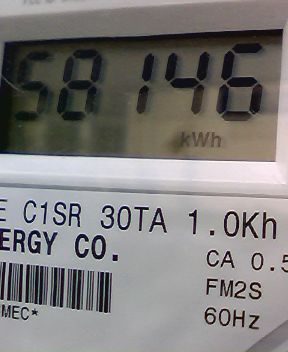 58146
kWh
E C1SR 30TA 1.0Kh
ERGY CO.
CA 0.5
FM2S
60Hz
MEC*